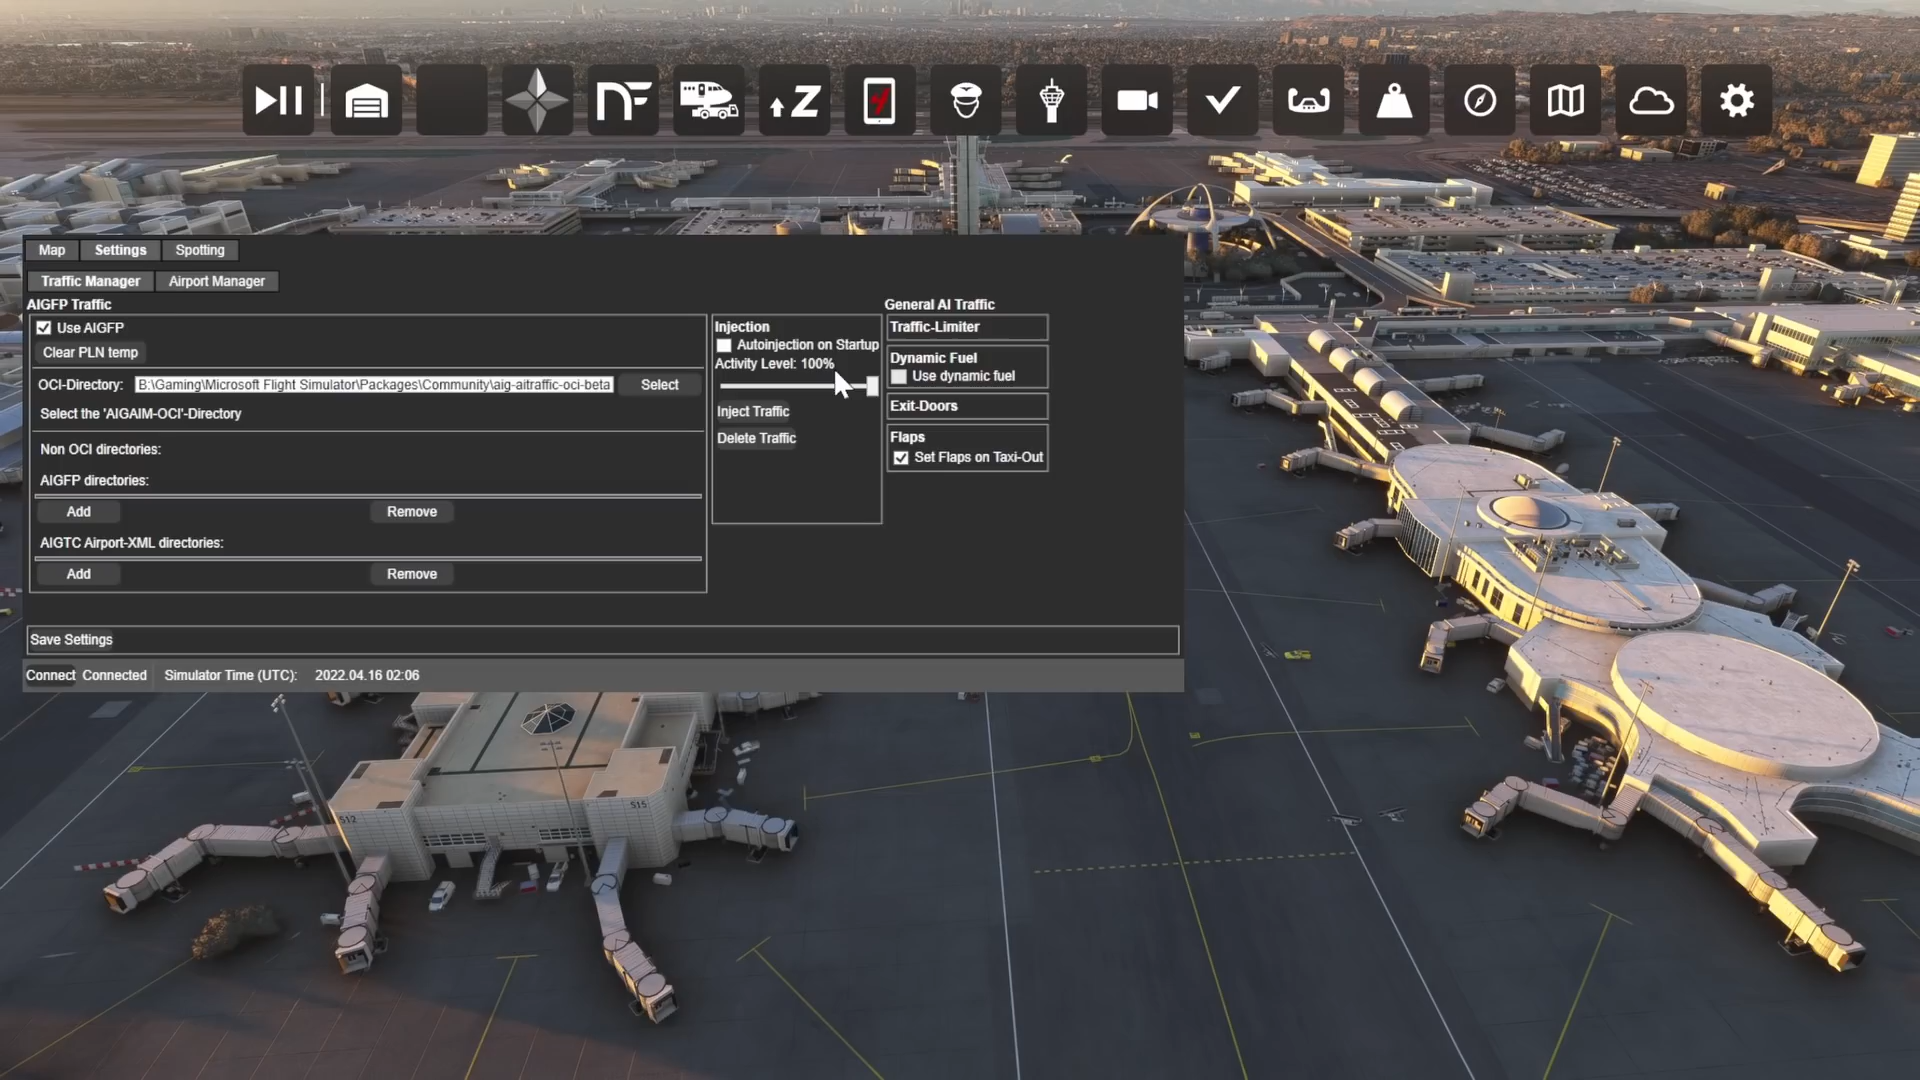 Z
Map Settings Spotting
Traffic Manager Airport Manager
AIGFP Traffic
Use AIGFP
Clear PLN temp
OCI-Directory: B:\Gaming\Microsoft Flight Simulator\Packages\Community\aig-aitraffic-oci-beta Select
Select the 'AIGAIM-OCI'-Directory
Non OCI directories:
AIGFP directories:
Add Remove
AIGTC Airport-XML directories:
Add Remove
Injection
Autoinjection on Startup
Activity Level: 100%
Inject Traffic
Delete Traffic
General AI Traffic
Traffic-Limiter
Dynamic Fuel
Use dynamic fuel
Exit-Doors
Flaps
Set Flaps on Taxi-Out
Save Settings
Connect Connected Simulator Time (UTC): 2022.04.16 02:06
512
515